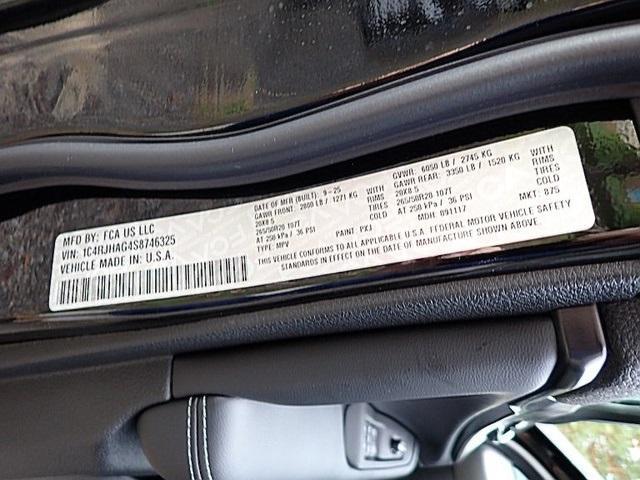 MFD BY: FCA US LLC
VIN: 1C4RJHAG4S8746325
VEHICLE MADE IN: U.S.A.
DATE OF MFR (BUILT): 9-25 GVWR: 6050 LB / 2745 KG
GAWR FRONT: 2800 LB / 1271 KG WITH GAWR REAR: 3350 LB / 1520 KG WITH
20X8.5 RIMS 20X8.5 RIMS
265/50R20 107T TIRES 265/50R20 107T TIRES
AT 250 kPa / 36 PSI COLD AT 250 kPa / 36 PSI COLD
TYPE: MPV PAINT: PXJ MDH: 091117 MKT: 875
THIS VEHICLE CONFORMS TO ALL APPLICABLE U.S.A. FEDERAL MOTOR VEHICLE SAFETY
STANDARDS IN EFFECT ON THE DATE OF MANUFACTURE SHOWN ABOVE.